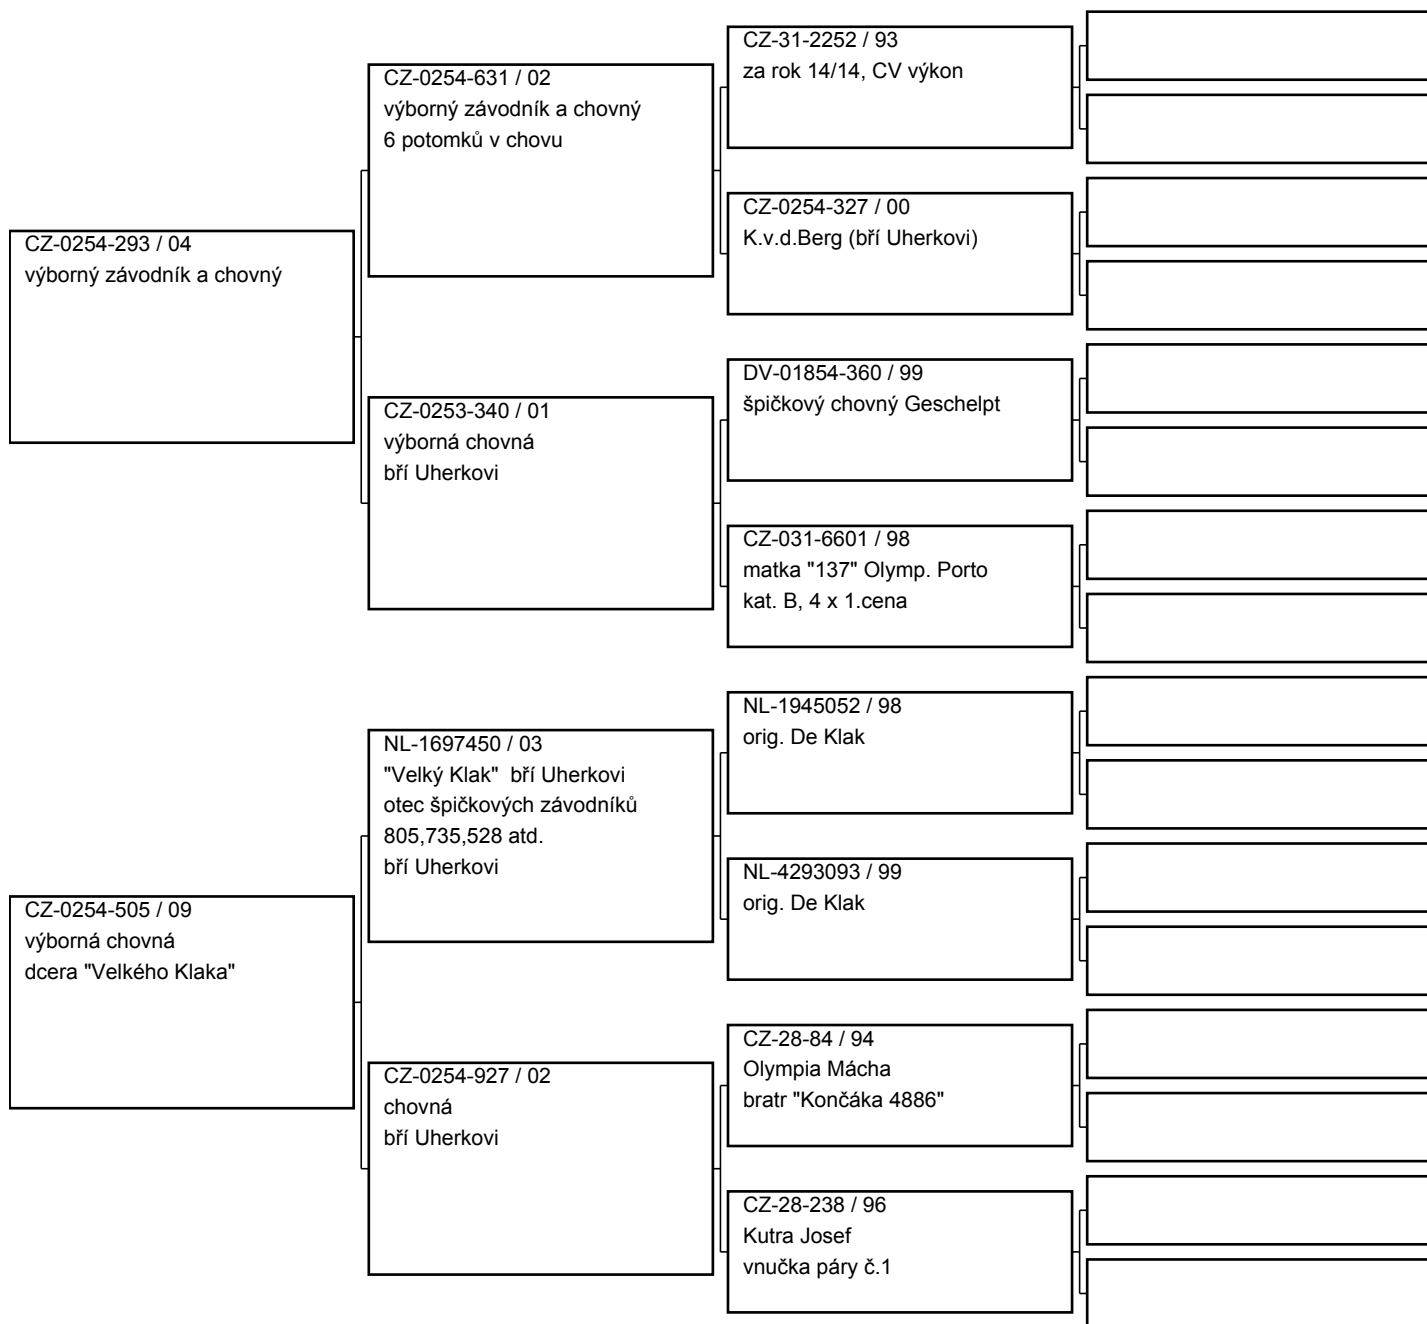 CZ-0254-293 / 04
výborný závodník a chovný
CZ-0254-505 / 09
výborná chovná
dcera "Velkého Klaka"
CZ-0254-631 / 02
výborný závodník a chovný
6 potomků v chovu
CZ-0253-340 / 01
výborná chovná
bří Uherkovi
NL-1697450 / 03
"Velký Klak"  bří Uherkovi
otec špičkových závodníků
805,735,528 atd.
bří Uherkovi
CZ-0254-927 / 02
chovná
bří Uherkovi
CZ-31-2252 / 93
za rok 14/14, CV výkon
CZ-0254-327 / 00
K.v.d.Berg (bří Uherkovi)
DV-01854-360 / 99
špičkový chovný Geschelpt
CZ-031-6601 / 98
matka "137" Olymp. Porto
kat. B, 4 x 1.cena
NL-1945052 / 98
orig. De Klak
NL-4293093 / 99
orig. De Klak
CZ-28-84 / 94
Olympia Mácha
bratr "Končáka 4886"
CZ-28-238 / 96
Kutra Josef
vnučka páry č.1